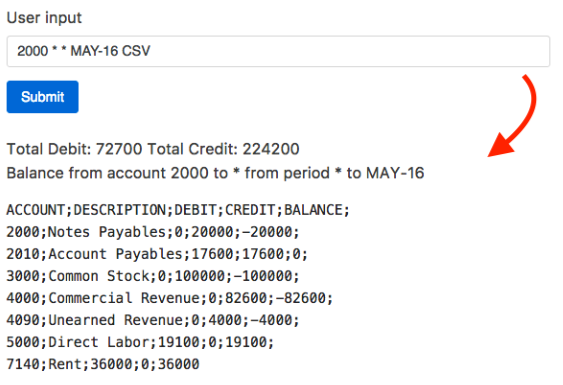 User input
2000 * * MAY-16 CSV
Submit
Total Debit: 72700 Total Credit: 224200
Balance from account 2000 to * from period * to MAY-16
ACCOUNT;DESCRIPTION;DEBIT;CREDIT;BALANCE;
2000;Notes Payables;0;20000;-20000;
2010;Account Payables;17600;17600;0;
3000;Common Stock;0;100000;-100000;
4000;Commercial Revenue;0;82600;-82600;
4090;Unearned Revenue;0;4000;-4000;
5000;Direct Labor;19100;0;19100;
7140;Rent;36000;0;36000